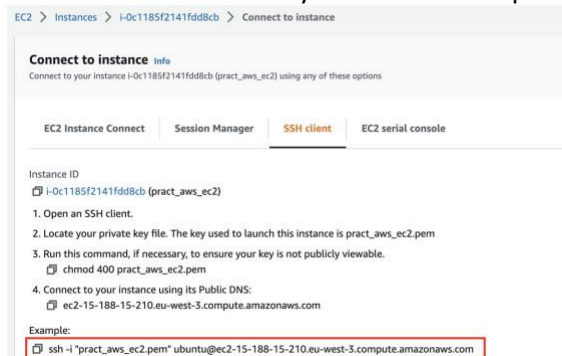 EC2 > Instances > i-0c1185f2141fdd8cb > Connect to instance
Connect to instance Info
Connect to your instance i-0c1185f2141fdd8cb (pract_aws_ec2) using any of these options
EC2 Instance Connect Session Manager SSH client EC2 serial console
Instance ID
i-0c1185f2141fdd8cb (pract_aws_ec2)
1. Open an SSH client.
2. Locate your private key file. The key used to launch this instance is pract_aws_ec2.pem
3. Run this command, if necessary, to ensure your key is not publicly viewable.
chmod 400 pract_aws_ec2.pem
4. Connect to your instance using its Public DNS:
ec2-15-188-15-210.eu-west-3.compute.amazonaws.com
Example:
ssh -i "pract_aws_ec2.pem" ubuntu@ec2-15-188-15-210.eu-west-3.compute.amazonaws.com